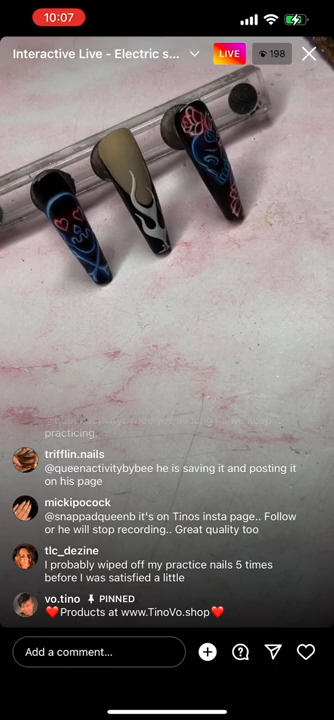 10:07
Interactive Live - Electric s...
LIVE
198
practicing.
trifflin.nails
@queenactivitybybee he is saving it and posting it
on his page
mickipocock
@snappadqueenb it's on Tinos insta page.. Follow
or he will stop recording.. Great quality too
tlc_dezine
I probably wiped off my practice nails 5 times
before I was satisfied a little
vo.tino PINNED
❤️Products at www.TinoVo.shop❤️
Add a comment...